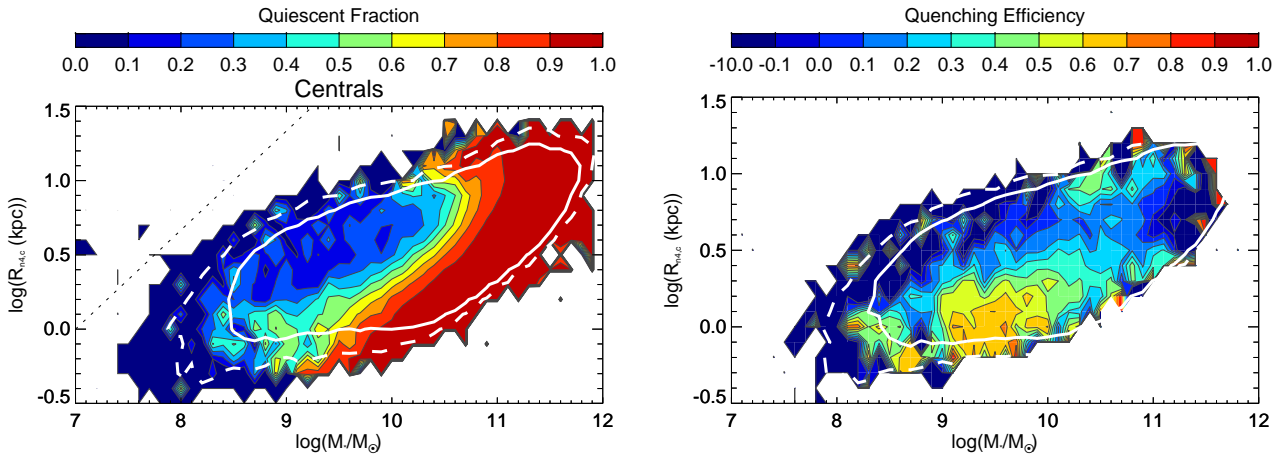 Quiescent Fraction
0.0 0.1 0.2 0.3 0.4 0.5 0.6 0.7 0.8 0.9 1.0
Centrals
1.5
1.0
0.5
0.0
-0.5
log(Rn4,c (kpc))
7 8 9 10 11 12
log(M*/M☉)
Quenching Efficiency
-10.0 -0.1 0.0 0.2 0.3 0.4 0.5 0.6 0.7 0.8 0.9 1.0
1.5
1.0
0.5
0.0
-0.5
log(Rn4,c (kpc))
7 8 9 10 11 12
log(M*/M☉)